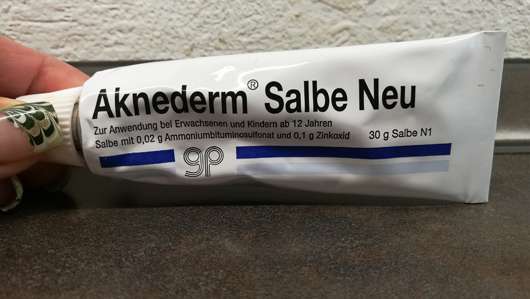 Aknederm® Salbe Neu
Zur Anwendung bei Erwachsenen und Kindern ab 12 Jahren
Salbe mit 0,02 g Ammoniumbituminosulfonat und 0,1 g Zinkoxid
30 g Salbe N1
gp